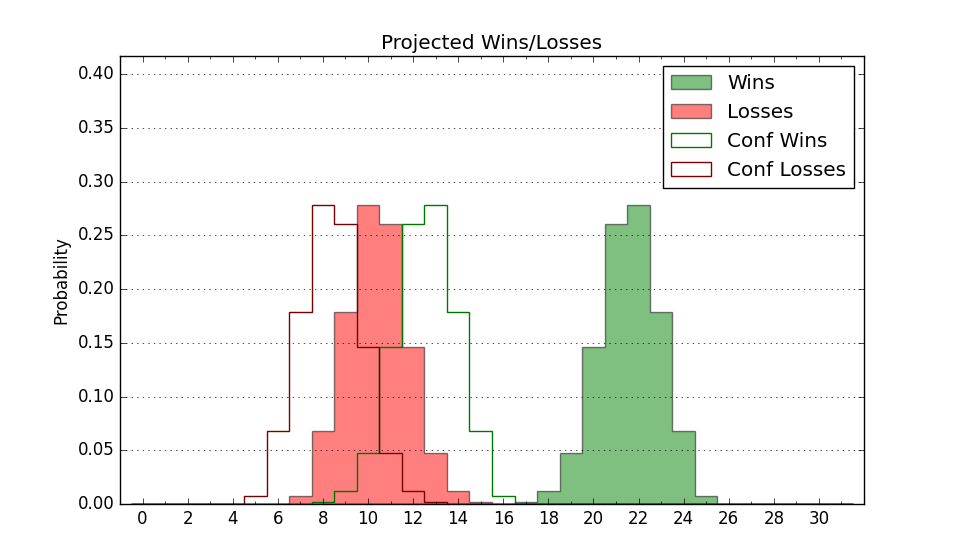 Projected Wins/Losses
0.40
0.35
0.30
0.25
0.20
0.15
0.10
0.05
0.00
Probability
Wins
Losses
Conf Wins
Conf Losses
0 2 4 6 8 10 12 14 16 18 20 22 24 26 28 30